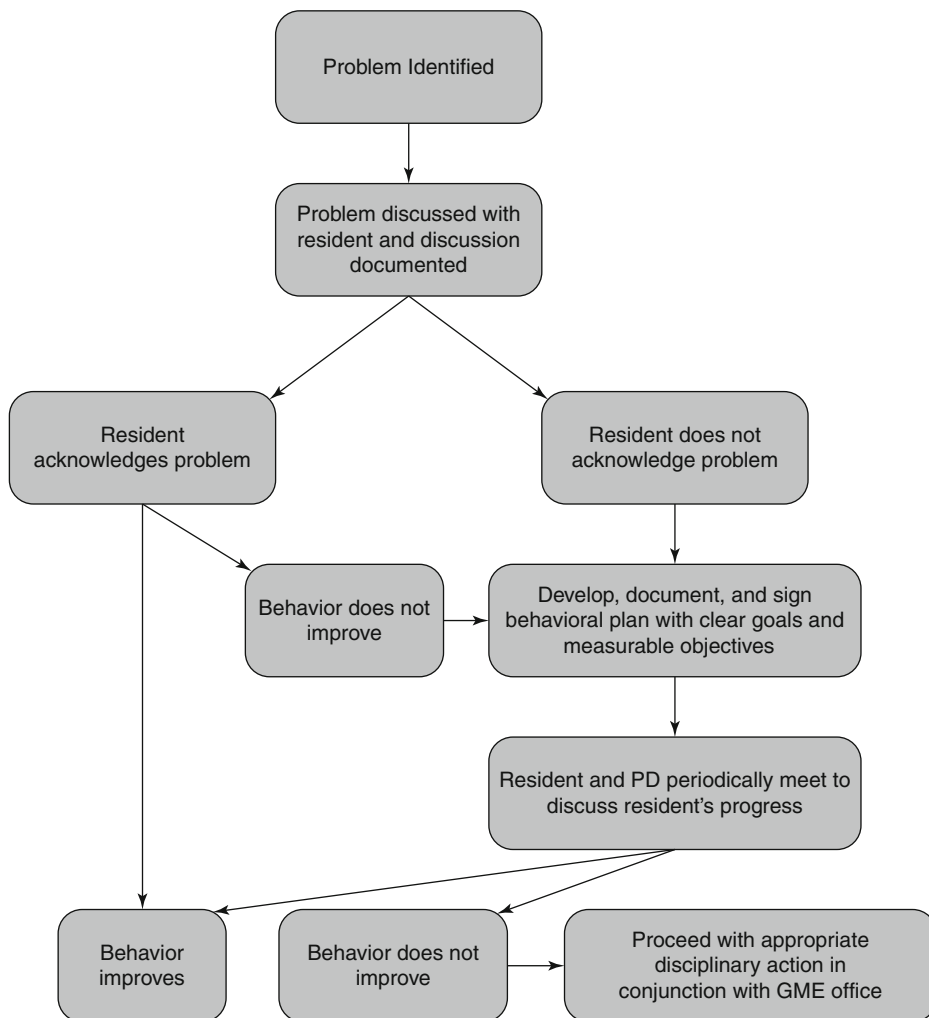 Problem Identified
Problem discussed with
resident and discussion
documented
Resident
acknowledges problem
Resident does not
acknowledge problem
Behavior does not
improve
Develop, document, and sign
behavioral plan with clear goals and
measurable objectives
Resident and PD periodically meet to
discuss resident's progress
Behavior
improves
Behavior does not
improve
Proceed with appropriate
disciplinary action in
conjunction with GME office